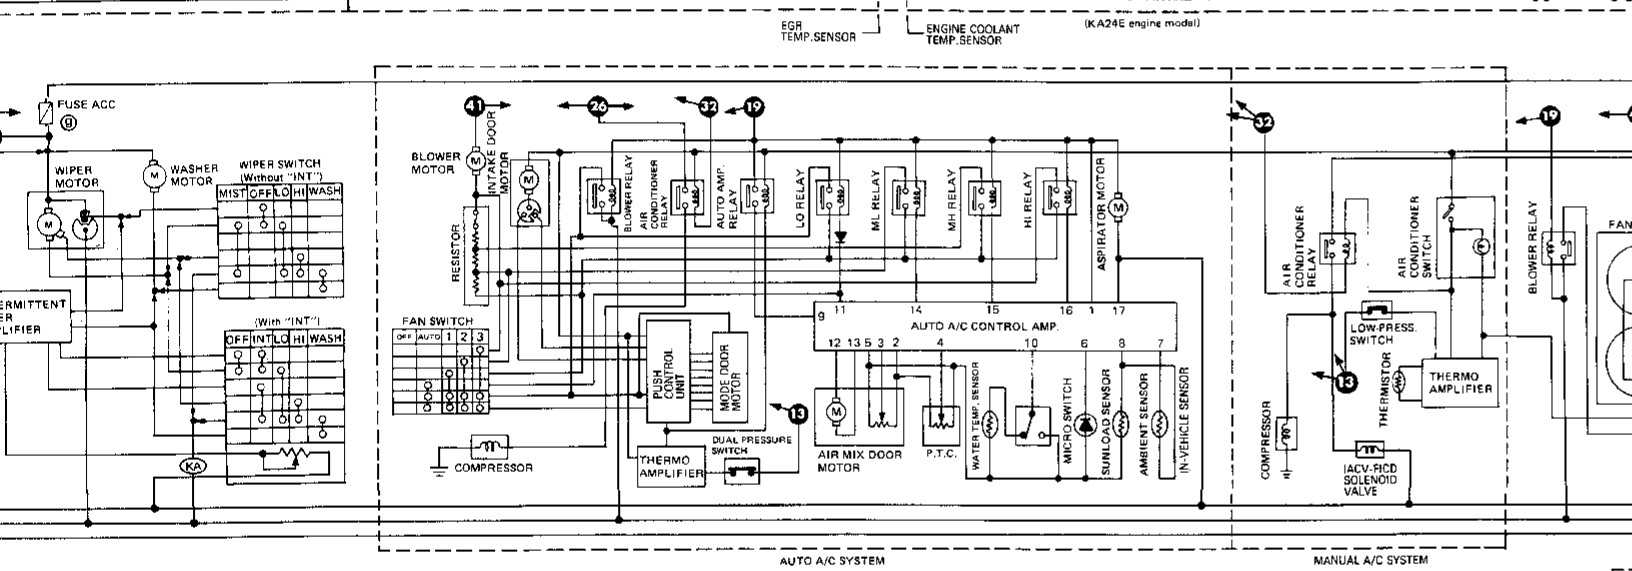 EGR
TEMP.SENSOR
ENGINE COOLANT
TEMP.SENSOR
(KA24E engine model)
FUSE ACC
g
WIPER
MOTOR
M
WASHER
MOTOR
M
WIPER SWITCH
(Without "INT")
MIST OFF LO HI WASH
ERMITTENT
ER
LIFIER
(With "INT")
OFF INT LO HI WASH
KA
41
26
32
19
BLOWER
MOTOR
M
INTAKE DOOR
MOTOR
M
BLOWER RELAY
AIR
CONDITIONER
RELAY
AUTO AMP.
RELAY
LO RELAY
ML RELAY
MH RELAY
HI RELAY
ASPIRATOR MOTOR
M
RESISTOR
FAN SWITCH
OFF AUTO 1 2 3
9 11 14 15 16 1 17
AUTO A/C CONTROL AMP.
12 13 5 3 2 4 10 6 8 7
PUSH
CONTROL
UNIT
MODE DOOR
MOTOR
COMPRESSOR
THERMO
AMPLIFIER
DUAL PRESSURE
SWITCH
13
M
AIR MIX DOOR
MOTOR
P.T.C.
WATER TEMP. SENSOR
MICRO SWITCH
SUNLOAD SENSOR
AMBIENT SENSOR
IN-VEHICLE SENSOR
AUTO A/C SYSTEM
32
AIR
CONDITIONER
RELAY
AIR
CONDITIONER
SWITCH
LOW-PRESS.
SWITCH
13
THERMISTOR
THERMO
AMPLIFIER
COMPRESSOR
IACV-FICD
SOLENOID
VALVE
MANUAL A/C SYSTEM
19
BLOWER RELAY
FAN